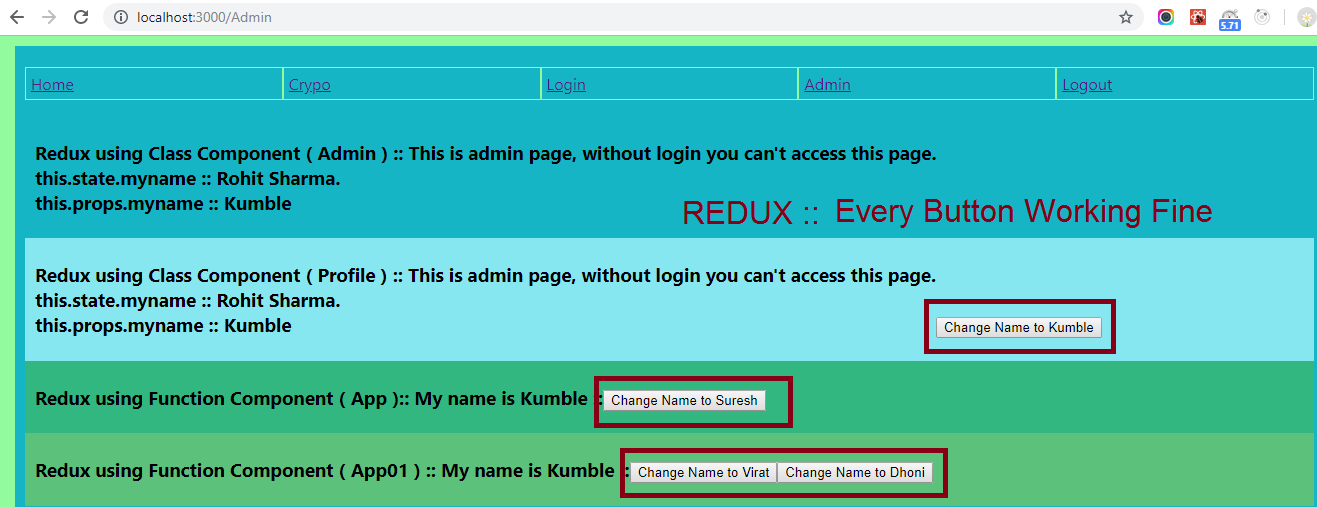 localhost:3000/Admin
5.71
Home Crypo Login Admin Logout
Redux using Class Component ( Admin ) :: This is admin page, without login you can't access this page.
this.state.myname :: Rohit Sharma.
this.props.myname :: Kumble
REDUX :: Every Button Working Fine
Redux using Class Component ( Profile ) :: This is admin page, without login you can't access this page.
this.state.myname :: Rohit Sharma.
this.props.myname :: Kumble
Change Name to Kumble
Redux using Function Component ( App ):: My name is Kumble :: Change Name to Suresh
Redux using Function Component ( App01 ) :: My name is Kumble :: Change Name to Virat Change Name to Dhoni